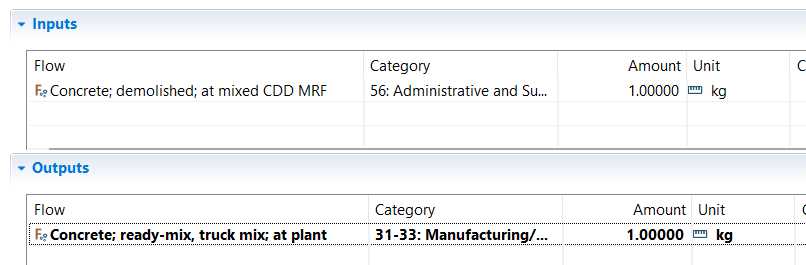 Inputs
Flow Category Amount Unit C
Concrete; demolished; at mixed CDD MRF 56: Administrative and Su... 1.00000 kg
Outputs
Flow Category Amount Unit C
Concrete; ready-mix, truck mix; at plant 31-33: Manufacturing/... 1.00000 kg